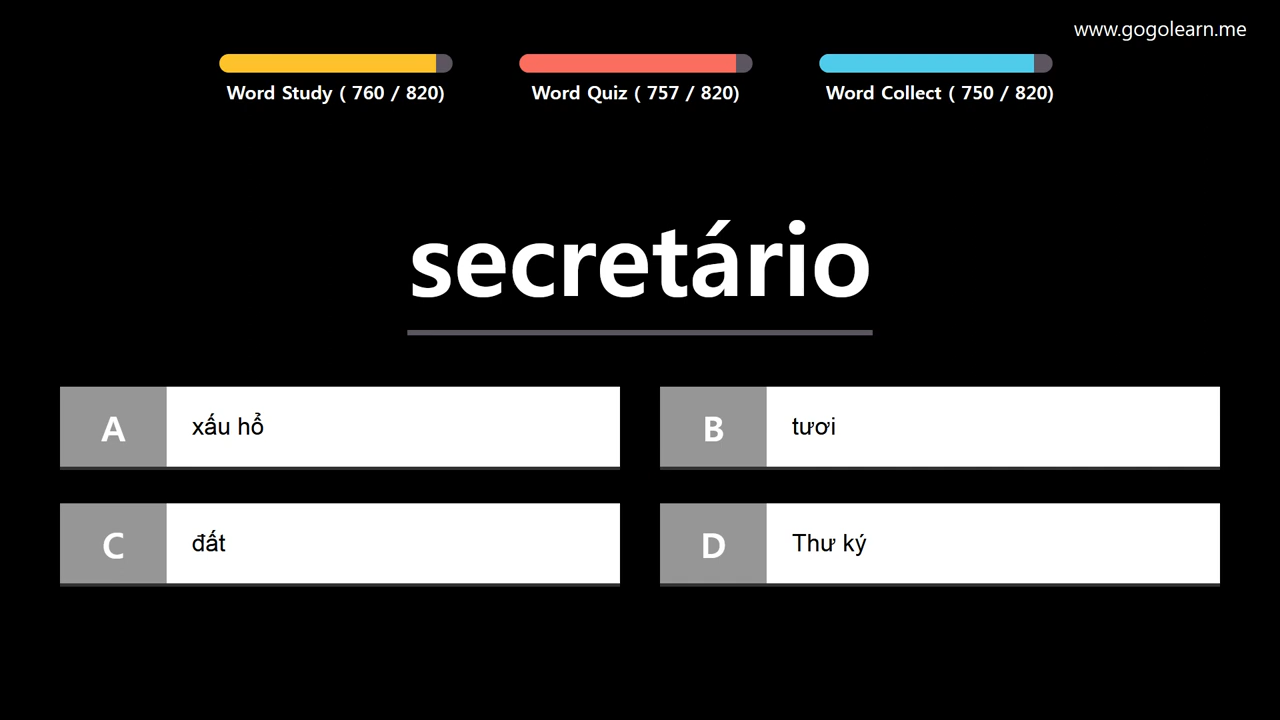 www.gogolearn.me
Word Study ( 760 / 820)
Word Quiz ( 757 / 820)
Word Collect ( 750 / 820)
secretário
A
xấu hổ
B
tươi
C
đất
D
Thư ký